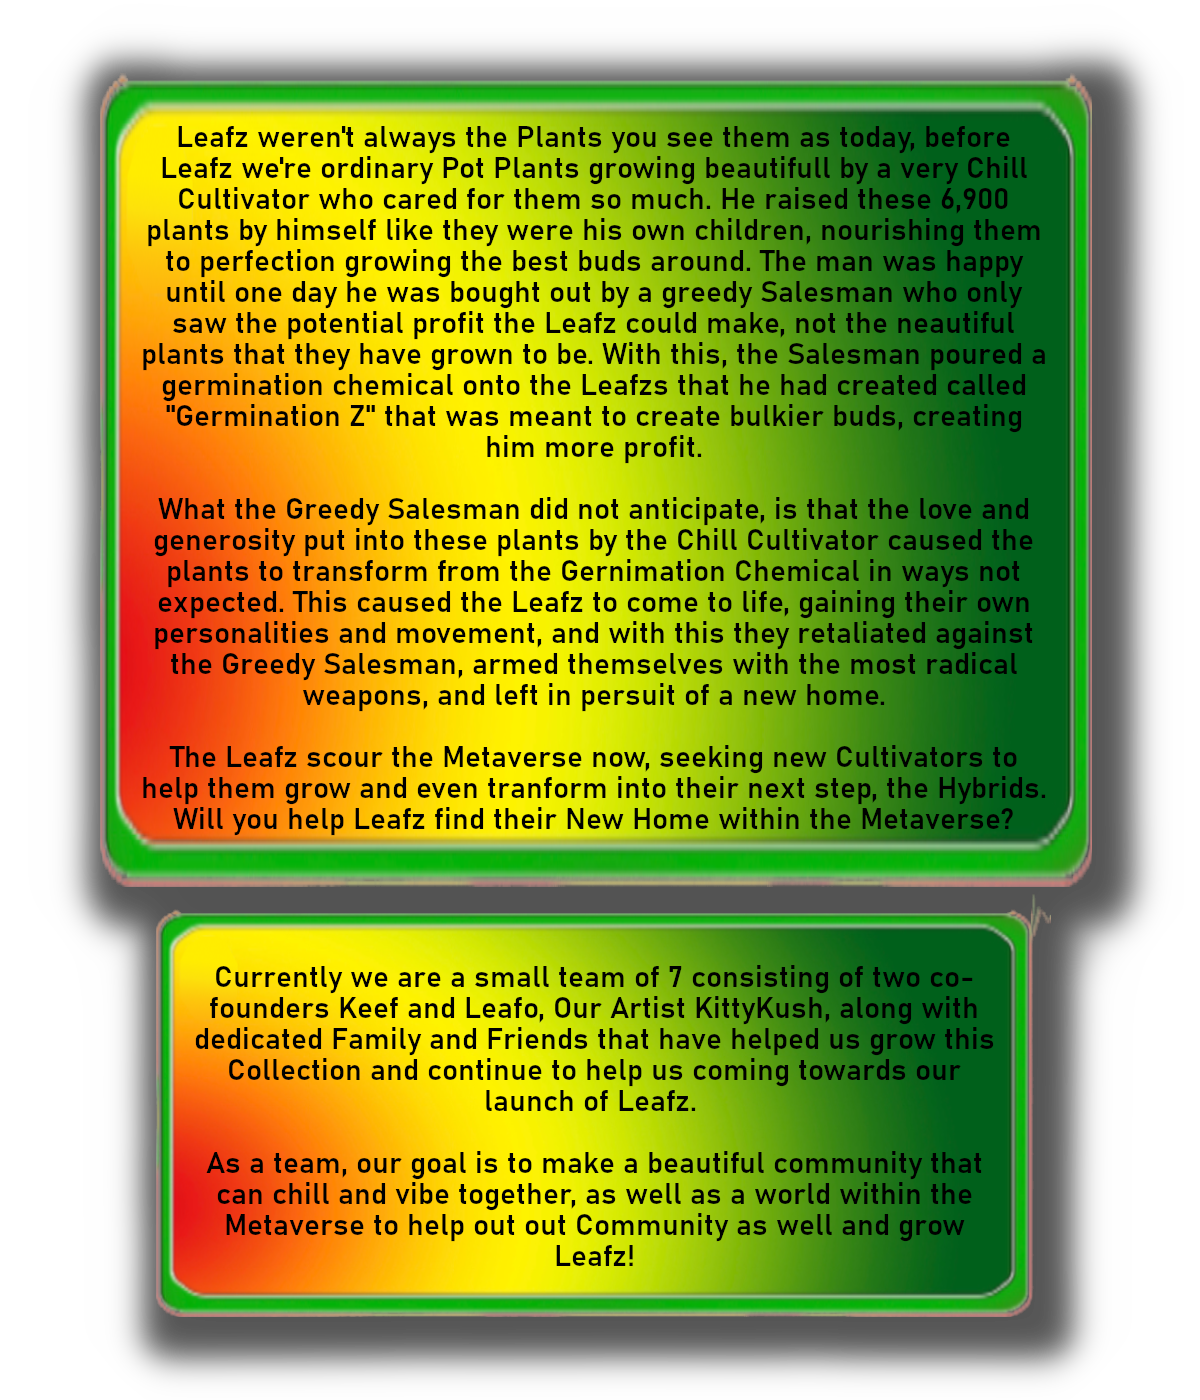 Leafz weren't always the Plants you see them as today, before
Leafz we're ordinary Pot Plants growing beautifull by a very Chill
Cultivator who cared for them so much. He raised these 6,900
plants by himself like they were his own children, nourishing them
to perfection growing the best buds around. The man was happy
until one day he was bought out by a greedy Salesman who only
saw the potential profit the Leafz could make, not the neautiful
plants that they have grown to be. With this, the Salesman poured a
germination chemical onto the Leafzs that he had created called
"Germination Z" that was meant to create bulkier buds, creating
him more profit.
What the Greedy Salesman did not anticipate, is that the love and
generosity put into these plants by the Chill Cultivator caused the
plants to transform from the Gernimation Chemical in ways not
expected. This caused the Leafz to come to life, gaining their own
personalities and movement, and with this they retaliated against
the Greedy Salesman, armed themselves with the most radical
weapons, and left in persuit of a new home.
The Leafz scour the Metaverse now, seeking new Cultivators to
help them grow and even tranform into their next step, the Hybrids.
Will you help Leafz find their New Home within the Metaverse?
Currently we are a small team of 7 consisting of two co-
founders Keef and Leafo, Our Artist KittyKush, along with
dedicated Family and Friends that have helped us grow this
Collection and continue to help us coming towards our
launch of Leafz.
As a team, our goal is to make a beautiful community that
can chill and vibe together, as well as a world within the
Metaverse to help out out Community as well and grow
Leafz!